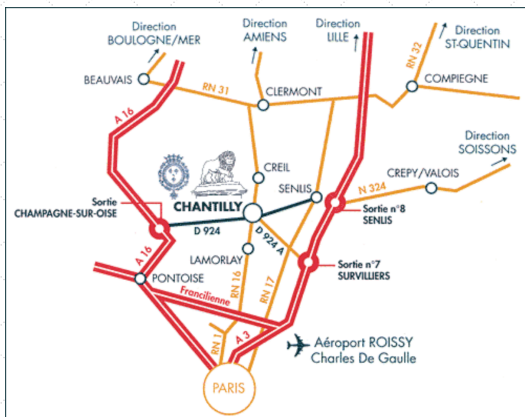 Direction
BOULOGNE/MER
Direction
AMIENS
Direction
LILLE
RN 32
Direction
ST-QUENTIN
BEAUVAIS
RN 31
CLERMONT
COMPIEGNE
A 16
Direction
SOISSONS
CREIL
CREPY/VALOIS
SENLIS
N 324
Sortie
CHAMPAGNE-SUR-OISE
CHANTILLY
Sortie n°8
SENLIS
D 924
D 924 A
A 16
LAMORLAY
Sortie n°7
SURVILLIERS
PONTOISE
RN 16
RN 17
Francilienne
RN 1
A 3
Aéroport ROISSY
Charles De Gaulle
PARIS